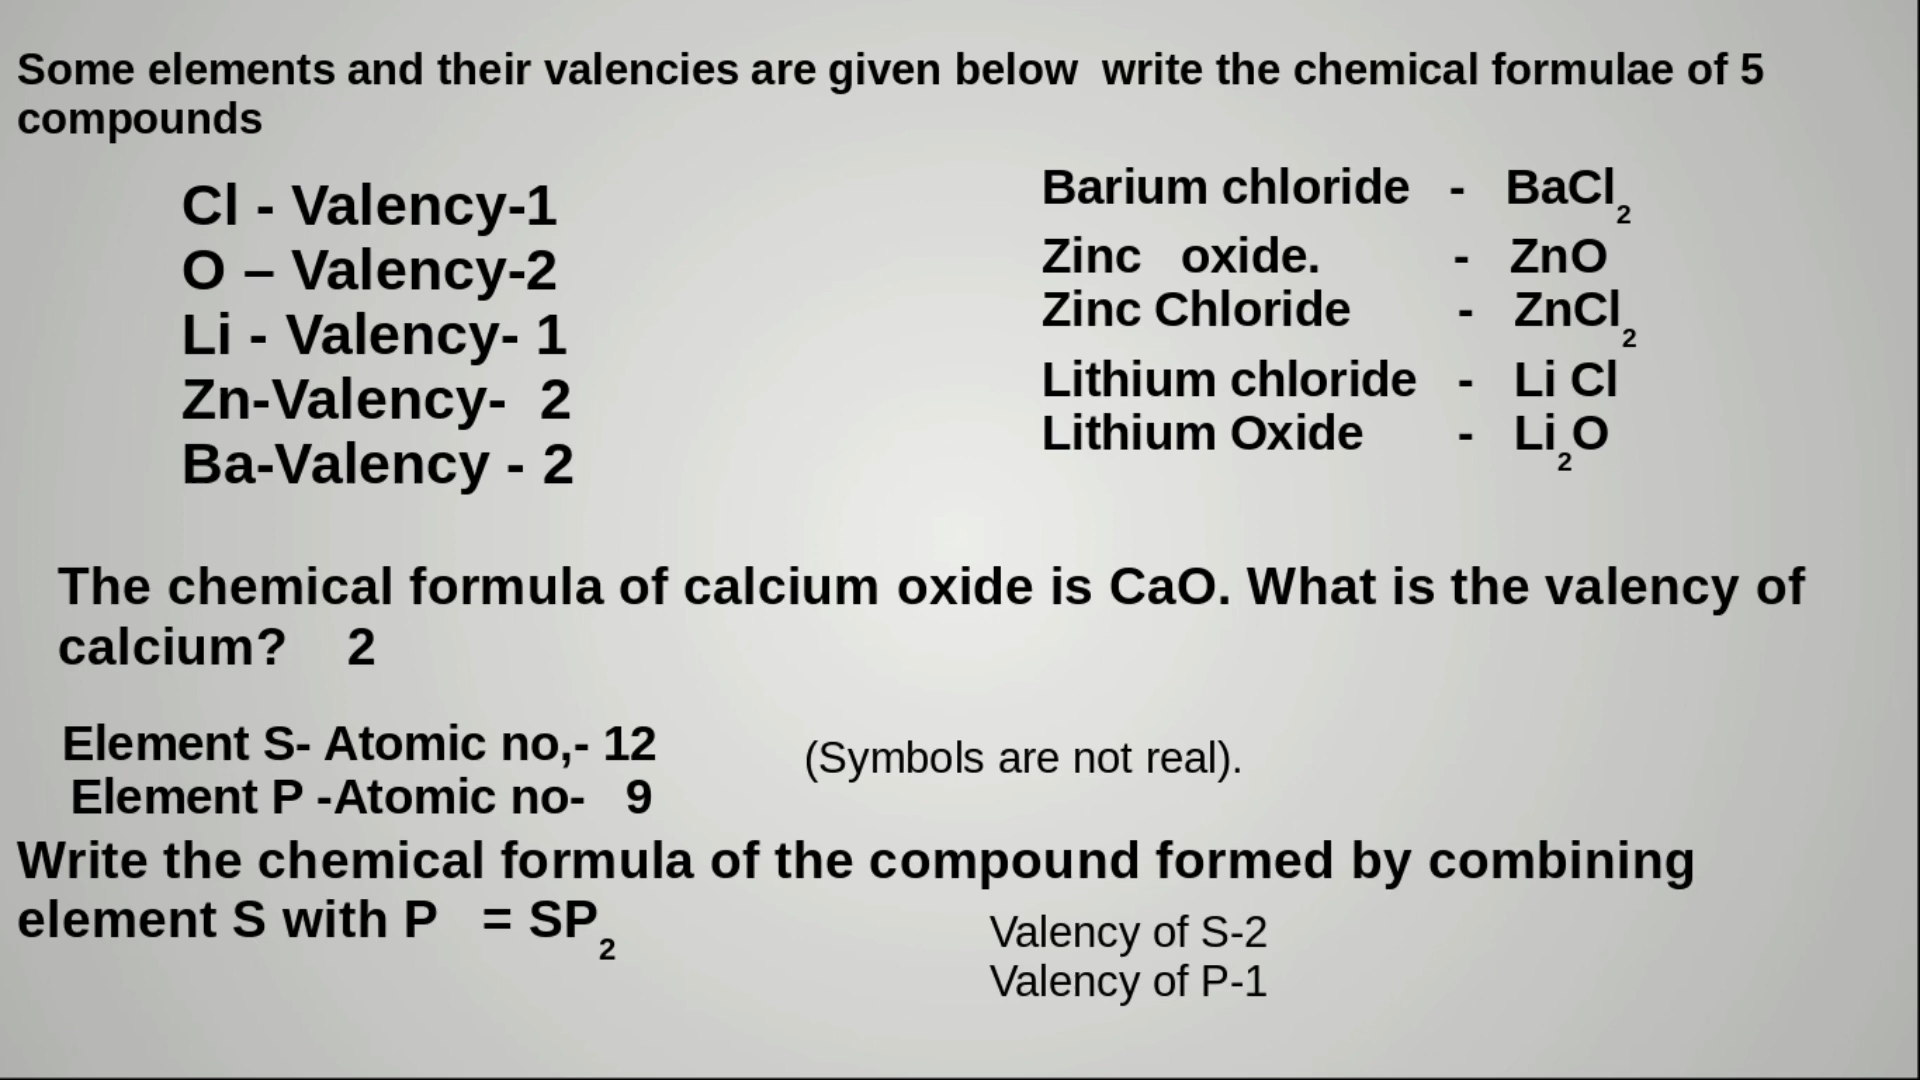 Some elements and their valencies are given below write the chemical formulae of 5
compounds
Cl - Valency-1
O – Valency-2
Li - Valency- 1
Zn-Valency- 2
Ba-Valency - 2
Barium chloride - BaCl₂
Zinc oxide. - ZnO
Zinc Chloride - ZnCl₂
Lithium chloride - Li Cl
Lithium Oxide - Li₂O
The chemical formula of calcium oxide is CaO. What is the valency of
calcium? 2
Element S- Atomic no,- 12
(Symbols are not real).
Element P -Atomic no- 9
Write the chemical formula of the compound formed by combining
element S with P = SP₂
Valency of S-2
Valency of P-1